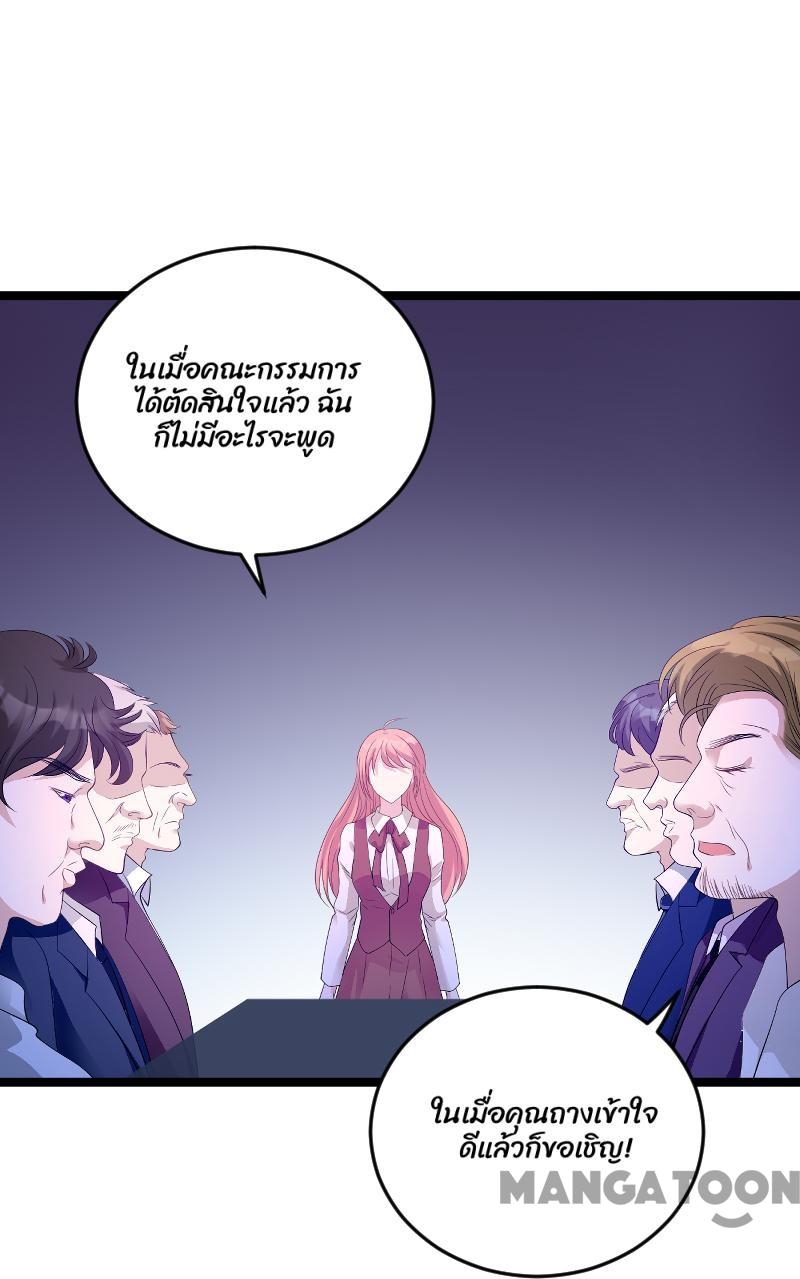 ในเมื่อคณะกรรมการ
ได้ตัดสินใจแล้ว ฉัน
ก็ไม่มีอะไรจะพูด
ในเมื่อคุณถางเข้าใจ
ดีแล้วก็ขอเชิญ!
MANGATOON